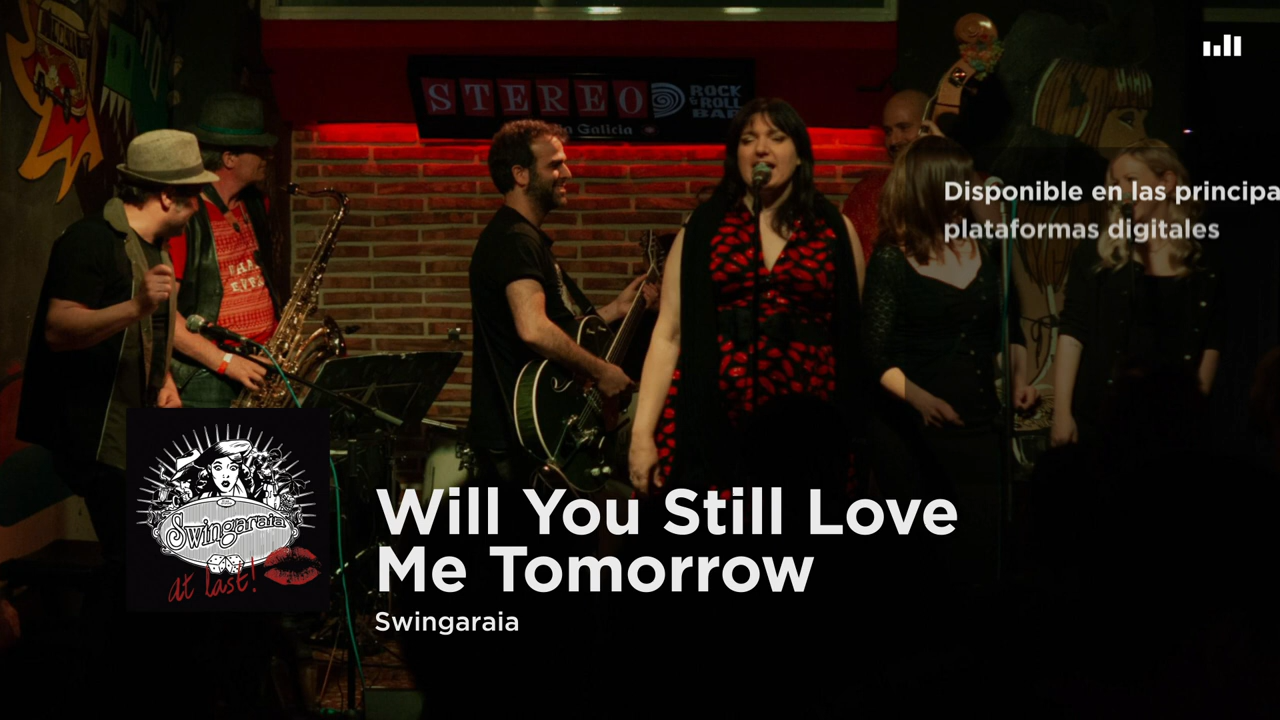 STEREO
ROCK
& ROLL
BAR
Galicia
Disponible en las principa
plataformas digitales
Swingaraia
at last!
Will You Still Love
Me Tomorrow
Swingaraia